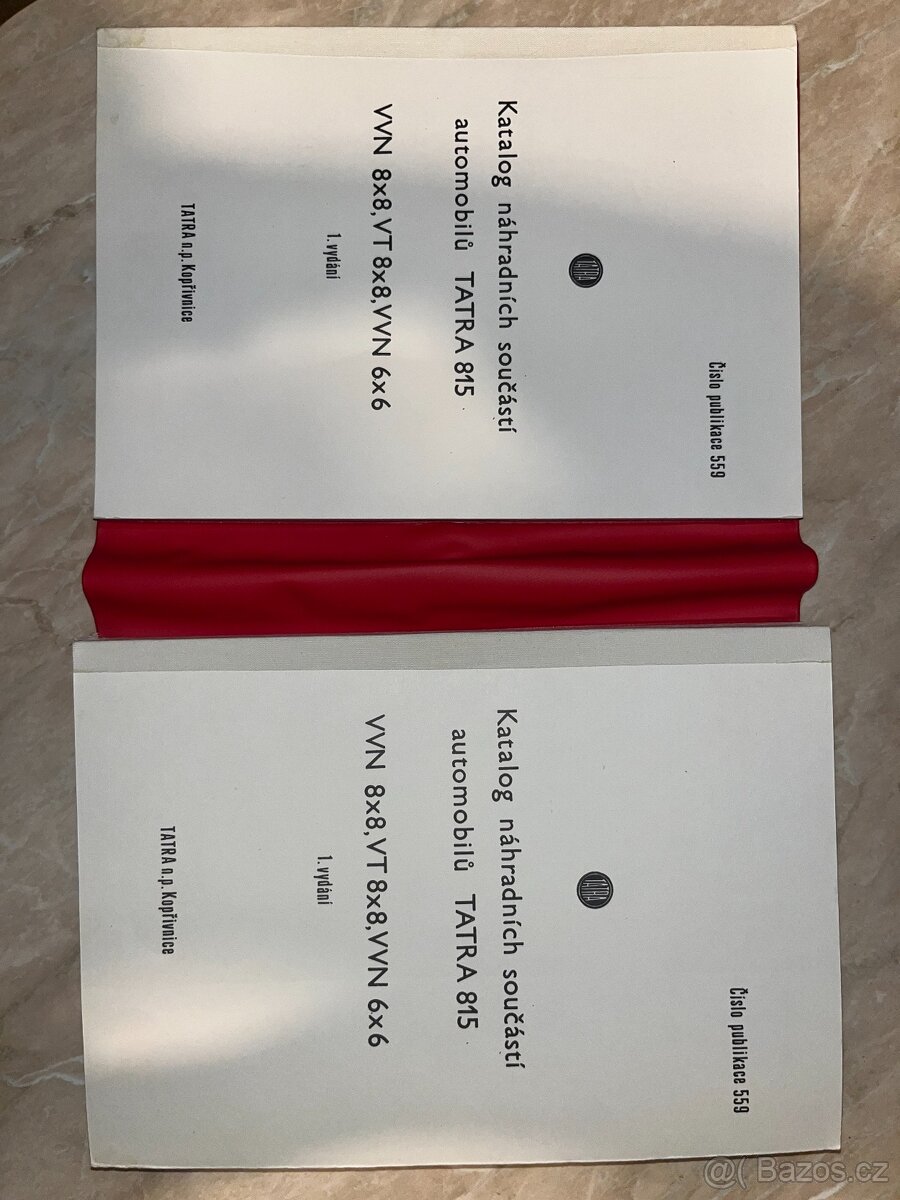 Číslo publikace 559
TATRA
Katalog náhradních součástí
automobilů TATRA 815
VVN 8x8, VT 8x8, VVN 6x6
1. vydání
TATRA n.p. Kopřivnice
Číslo publikace 559
TATRA
Katalog náhradních součástí
automobilů TATRA 815
VVN 8x8, VT 8x8, VVN 6x6
1. vydání
TATRA n.p. Kopřivnice
@( Bazos.cz